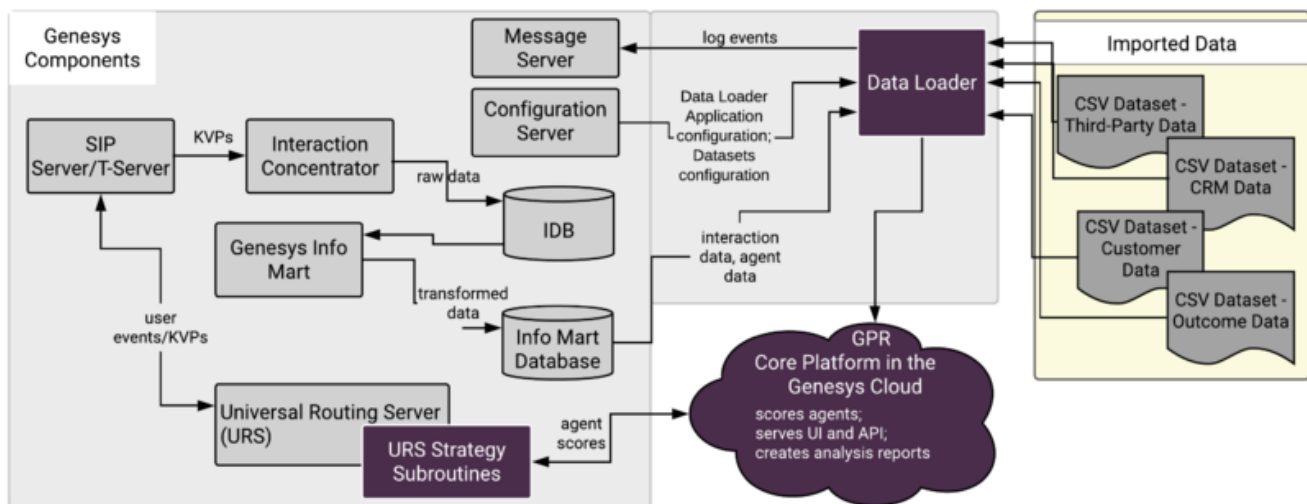 Genesys
Components
Message
Server
log events
Data Loader
Imported Data
Configuration
Server
Data Loader
Application
configuration;
Datasets
configuration
CSV Dataset -
Third-Party Data
SIP
Server/T-Server
KVPs
Interaction
Concentrator
raw data
CSV Dataset -
CRM Data
IDB
Genesys Info
Mart
interaction
data, agent
data
CSV Dataset -
Customer
Data
transformed
data
CSV Dataset -
Outcome Data
user
events/KVPs
Info Mart
Database
GPR
Core Platform in the
Genesys Cloud
scores agents;
serves UI and API;
creates analysis reports
Universal Routing Server
(URS)
agent
scores
URS Strategy
Subroutines